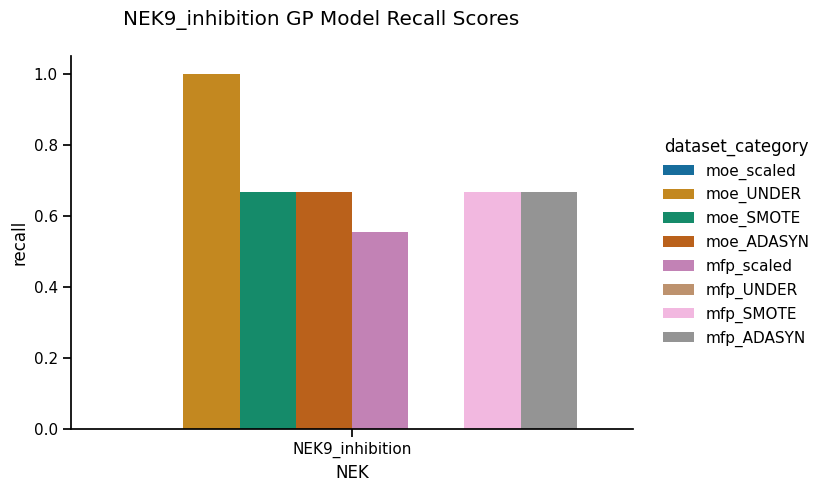 NEK9_inhibition GP Model Recall Scores
recall
1.0
0.8
0.6
0.4
0.2
0.0
NEK9_inhibition
NEK
dataset_category
moe_scaled
moe_UNDER
moe_SMOTE
moe_ADASYN
mfp_scaled
mfp_UNDER
mfp_SMOTE
mfp_ADASYN